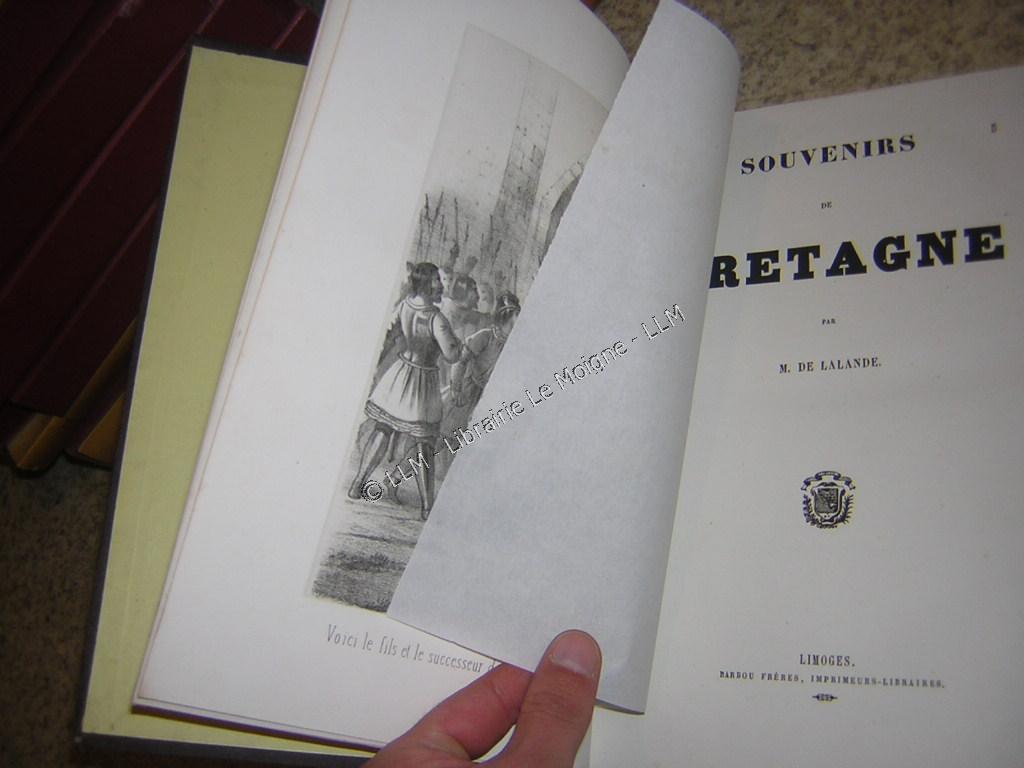 Voici le fils et le successeur d
© LLM - Librairie Le Moigne - LLM
SOUVENIRS
DE
RETAGNE
PAR
M. DE LALANDE.
LIMOGES.
BARBOU FRÈRES, IMPRIMEURS-LIBRAIRES.